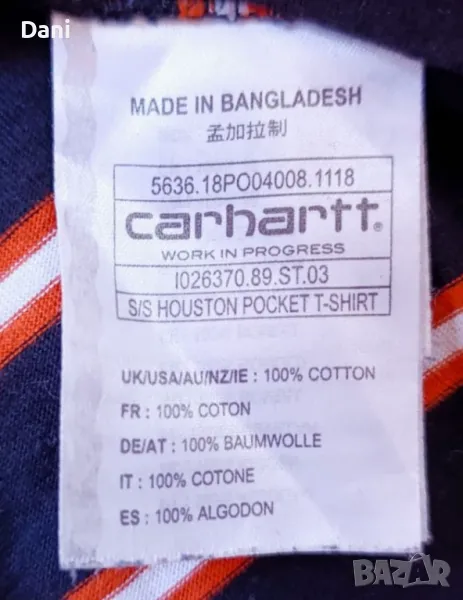 Dani
MADE IN BANGLADESH
孟加拉制
5636.18PO04008.1118
carhartt®
WORK IN PROGRESS
I026370.89.ST.03
S/S HOUSTON POCKET T-SHIRT
UK/USA/AU/NZ/IE : 100% COTTON
FR : 100% COTON
DE/AT : 100% BAUMWOLLE
IT : 100% COTONE
ES : 100% ALGODON
BAZAR